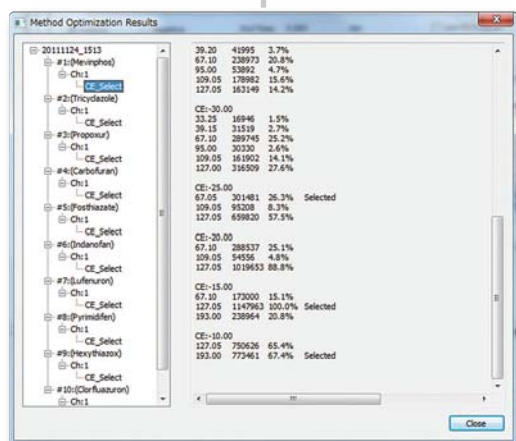 Method Optimization Results
20111124_1513
#1:(Mevinphos)
Ch:1
CE_Select
#2:(Tricyclazole)
Ch:1
CE_Select
#3:(Propoxur)
Ch:1
CE_Select
#4:(Carbofuran)
Ch:1
CE_Select
#5:(Fosthiazate)
Ch:1
CE_Select
#6:(Indanofan)
Ch:1
CE_Select
#7:(Lufenuron)
Ch:1
CE_Select
#8:(Pyrimidifen)
Ch:1
CE_Select
#9:(Hexythiazox)
Ch:1
CE_Select
#10:(Clorfluazuron)
Ch:1
39.20 41995 3.7%
67.10 238973 20.8%
95.00 53892 4.7%
109.05 178982 15.6%
127.05 163149 14.2%
CE:-30.00
33.25 16946 1.5%
39.15 31519 2.7%
67.10 289745 25.2%
95.00 30330 2.6%
109.05 161902 14.1%
127.00 316509 27.6%
CE:-25.00
67.05 301481 26.3% Selected
109.05 95208 8.3%
127.05 659820 57.5%
CE:-20.00
67.10 288537 25.1%
109.05 54556 4.8%
127.05 1019653 88.8%
CE:-15.00
67.10 173000 15.1%
127.05 1147963 100.0% Selected
193.00 238964 20.8%
CE:-10.00
127.05 750626 65.4%
193.00 773461 67.4% Selected
Close